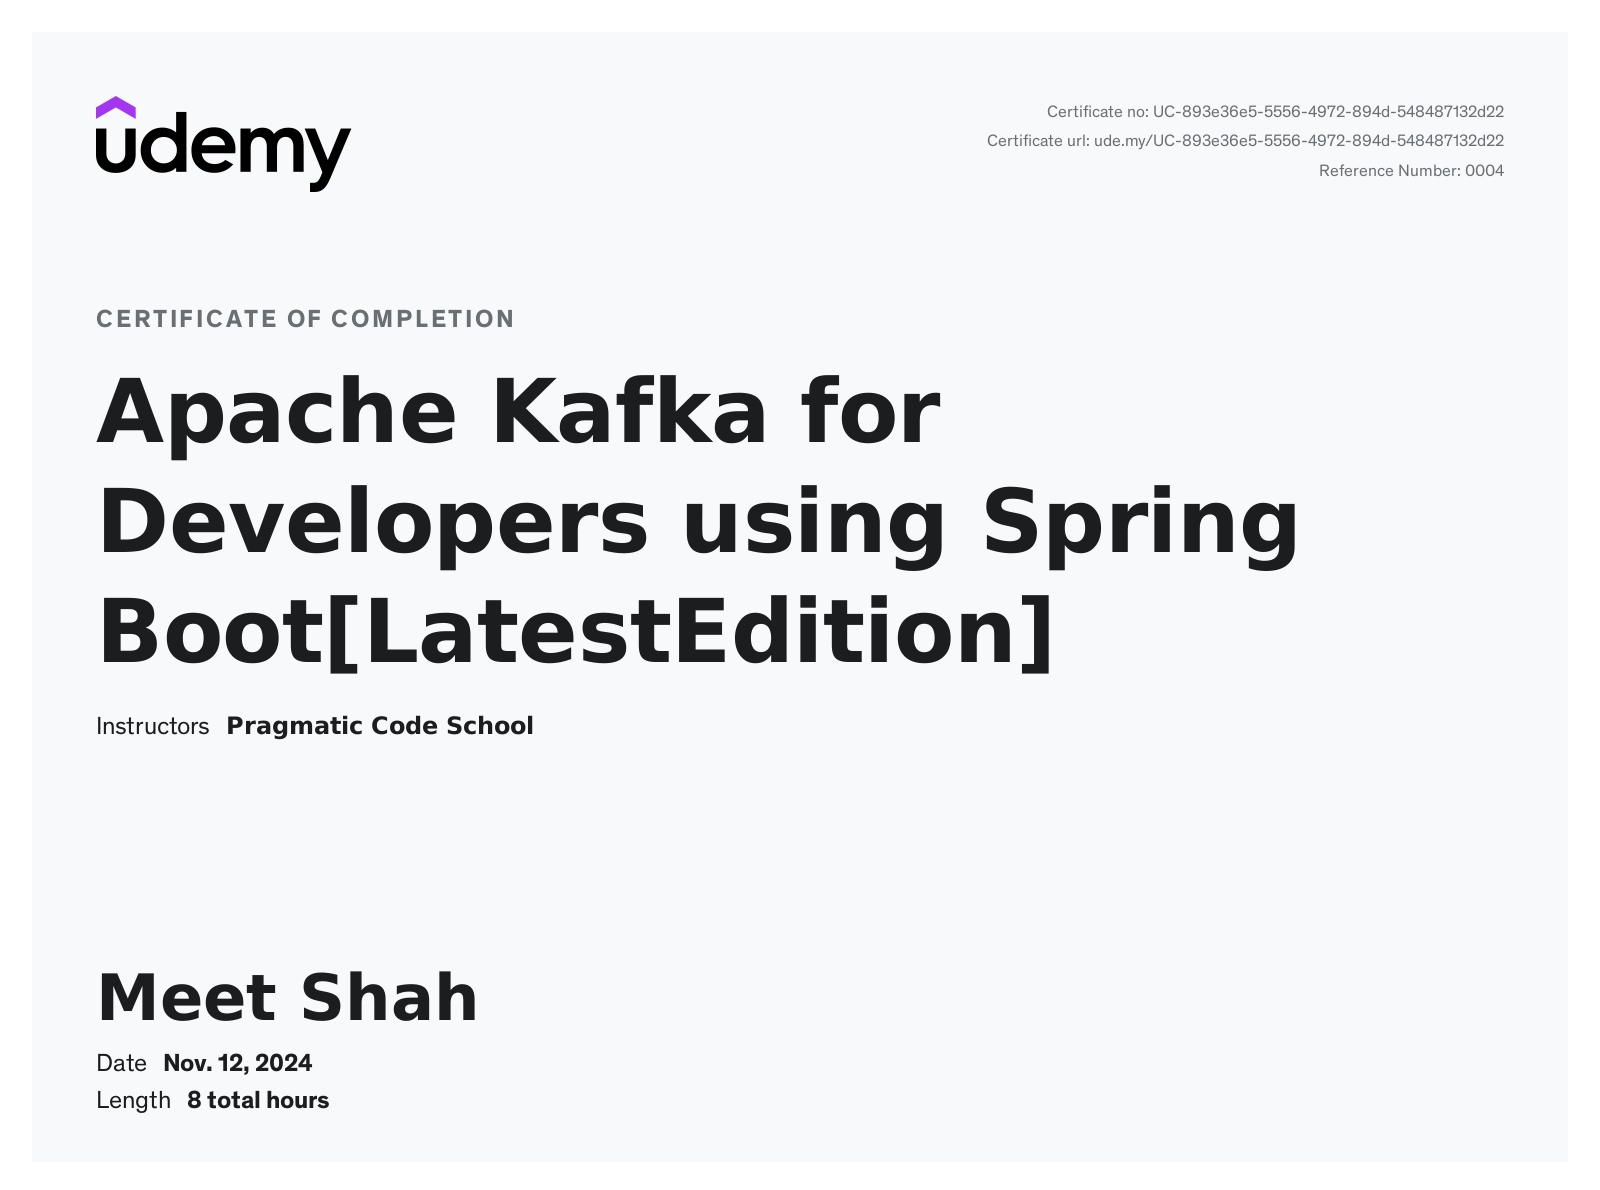 udemy
Certificate no: UC-893e36e5-5556-4972-894d-548487132d22
Certificate url: ude.my/UC-893e36e5-5556-4972-894d-548487132d22
Reference Number: 0004
CERTIFICATE OF COMPLETION
Apache Kafka for
Developers using Spring
Boot[LatestEdition]
Instructors Pragmatic Code School
Meet Shah
Date Nov. 12, 2024
Length 8 total hours